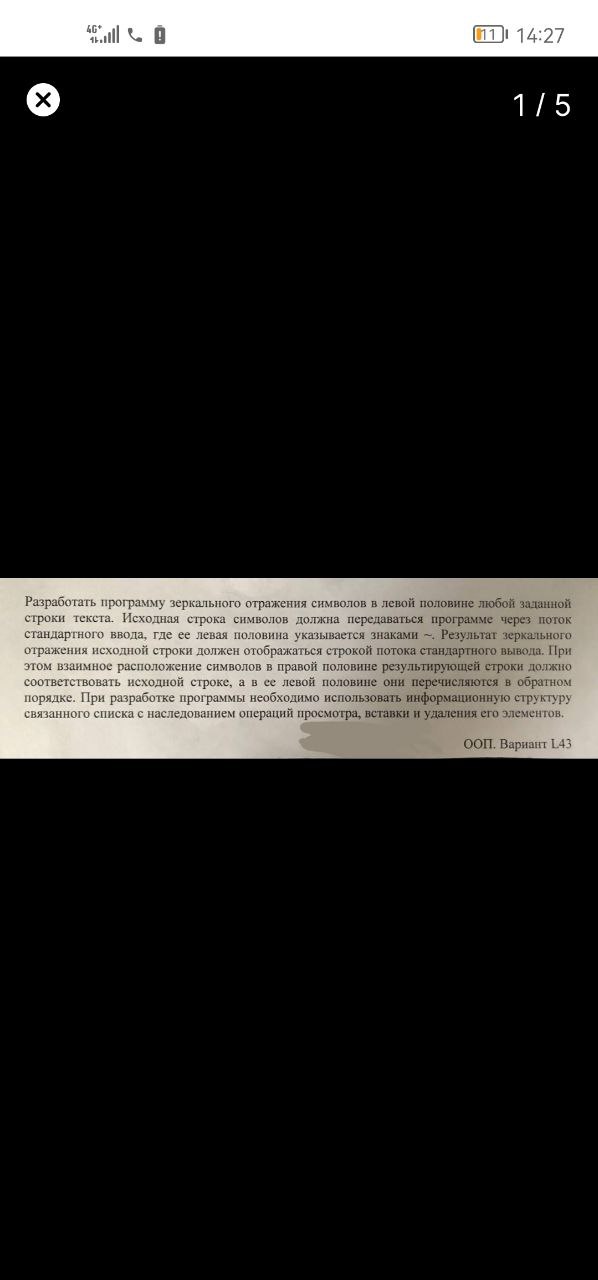 4G+
11
14:27
1 / 5
Разработать программу зеркального отражения символов в левой половине любой заданной
строки текста. Исходная строка символов должна передаваться программе через поток
стандартного ввода, где ее левая половина указывается знаками ~. Результат зеркального
отражения исходной строки должен отображаться строкой потока стандартного вывода. При
этом взаимное расположение символов в правой половине результирующей строки должно
соответствовать исходной строке, а в ее левой половине они перечисляются в обратном
порядке. При разработке программы необходимо использовать информационную структуру
связанного списка с наследованием операций просмотра, вставки и удаления его элементов.
ООП. Вариант L43